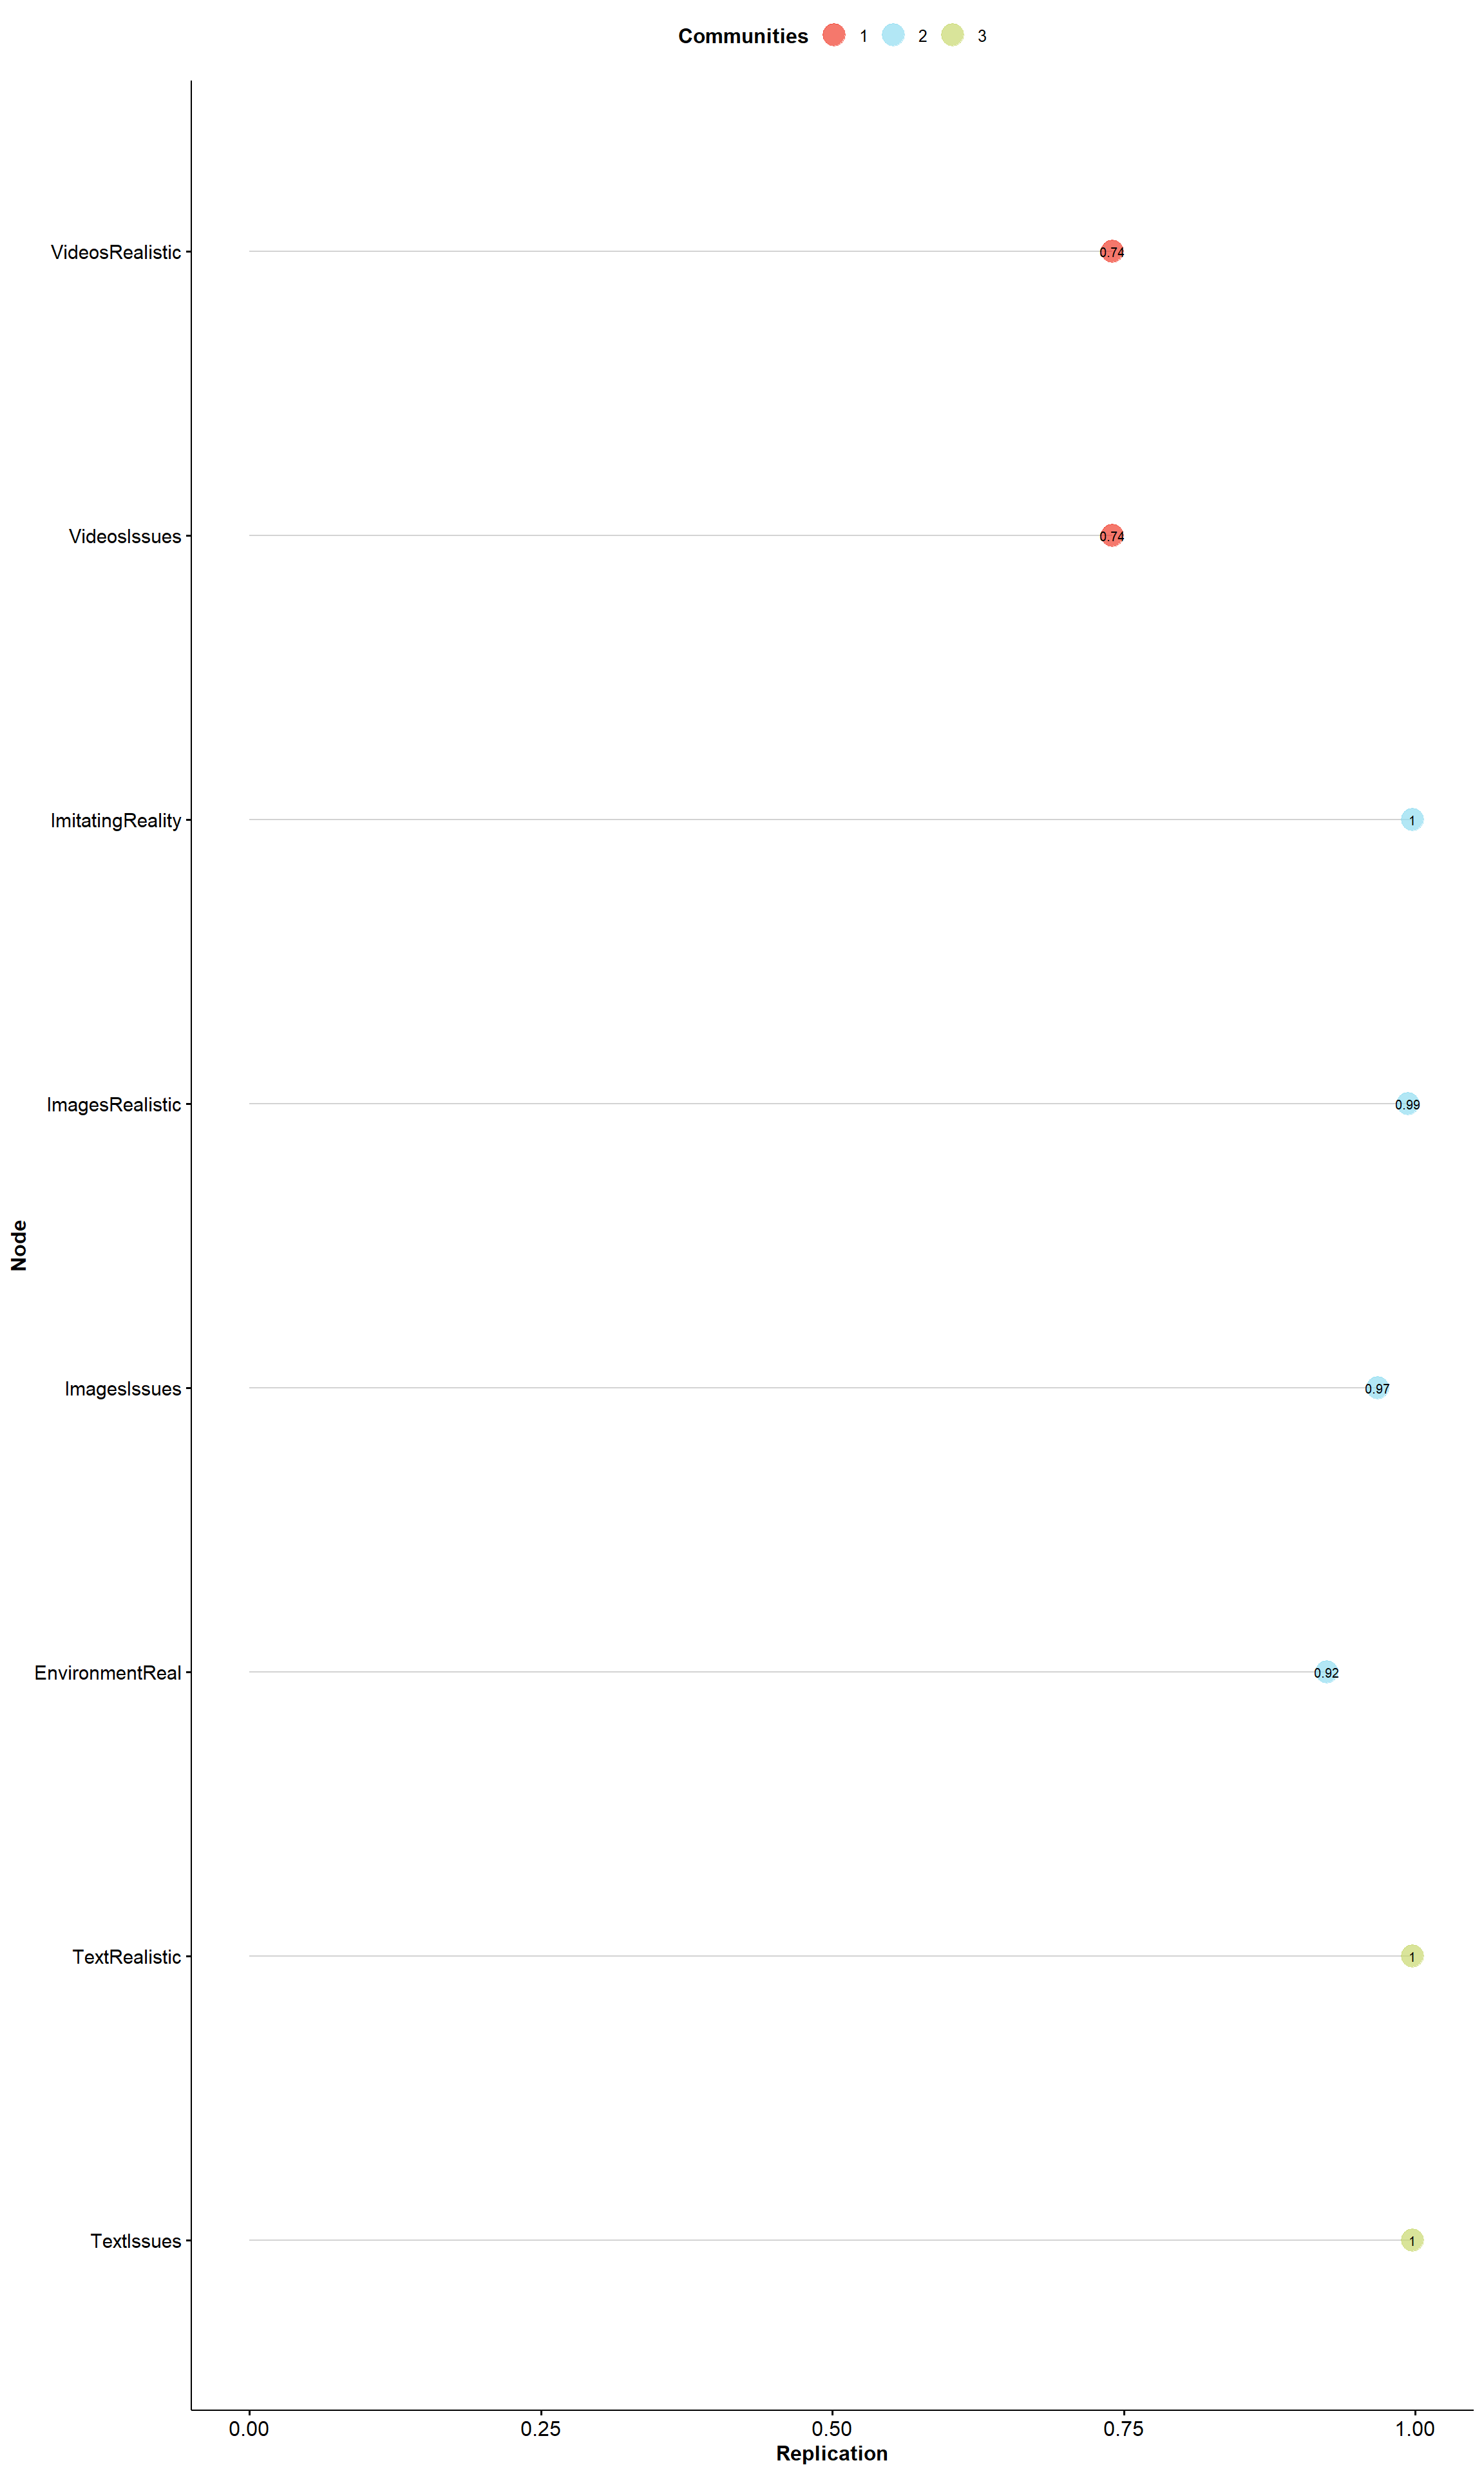 Communities 1 2 3
VideosRealistic 0.74
VideosIssues 0.74
ImitatingReality 1
ImagesRealistic 0.99
Node
ImagesIssues 0.97
EnvironmentReal 0.92
TextRealistic 1
TextIssues 1
0.00 0.25 0.50 0.75 1.00
Replication